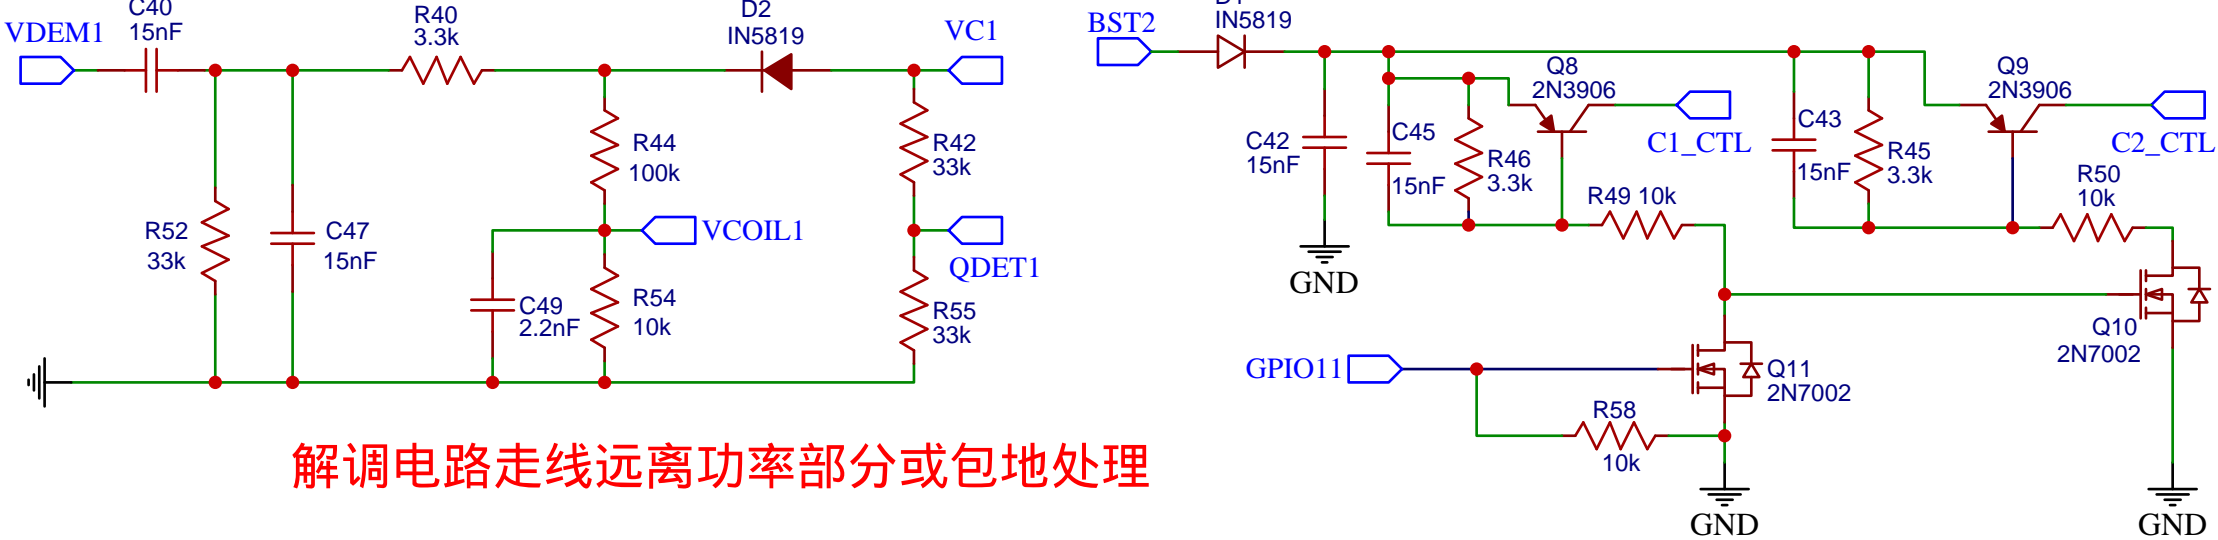 C40
15nF
VDEM1
R40
3.3k
D2
IN5819
VC1
R44
100k
R42
33k
R52
33k
C47
15nF
VCOIL1
QDET1
C49
2.2nF
R54
10k
R55
33k
解调电路走线远离功率部分或包地处理
BST2
IN5819
Q8
2N3906
Q9
2N3906
C42
15nF
C45
15nF
R46
3.3k
C1_CTL
C43
15nF
R45
3.3k
C2_CTL
R49 10k
R50
10k
GND
Q10
2N7002
GPIO11
Q11
2N7002
R58
10k
GND
GND